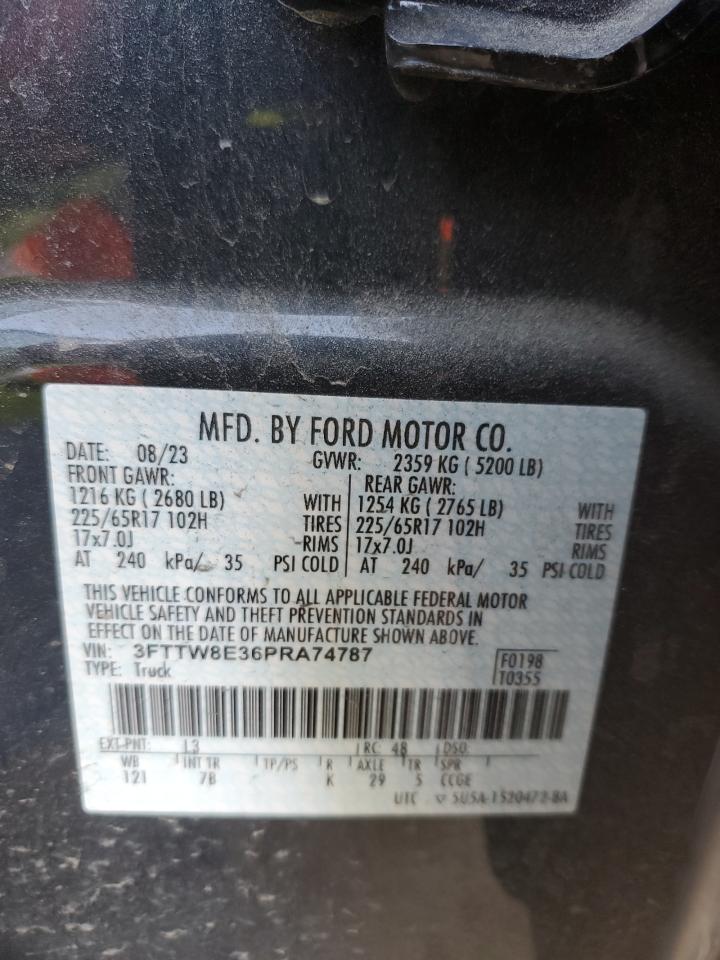 MFD. BY FORD MOTOR CO.
DATE: 08/23 GVWR: 2359 KG ( 5200 LB)
FRONT GAWR: REAR GAWR:
1216 KG ( 2680 LB) WITH 1254 KG ( 2765 LB) WITH
225/65R17 102H TIRES 225/65R17 102H TIRES
17x7.0J RIMS 17x7.0J RIMS
AT 240 kPa/ 35 PSI COLD AT 240 kPa/ 35 PSI COLD
THIS VEHICLE CONFORMS TO ALL APPLICABLE FEDERAL MOTOR
VEHICLE SAFETY AND THEFT PREVENTION STANDARDS IN
EFFECT ON THE DATE OF MANUFACTURE SHOWN ABOVE.
VIN: 3FTTW8E36PRA74787 F0198
TYPE: Truck T0355
EXT-PNT: L3 RC: 48 DSO:
WB INT TR TP/PS R AXLE TR SPR
121 7B K 29 5 CCGE
UTC ▽ 5U5A-1520472-BA